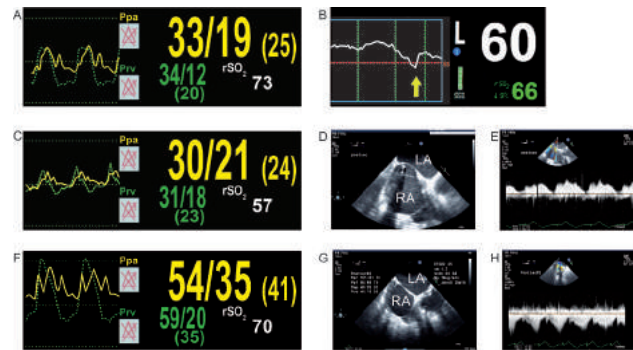 A
Ppa
33/19 (25)
Prv
34/12
(20)
rSO2 73
B
L
60
66
C
Ppa
30/21 (24)
Prv
31/18
(23)
rSO2 57
D
LA
RA
E
F
Ppa
54/35 (41)
Prv
59/20
(35)
rSO2 70
G
LA
RA
H